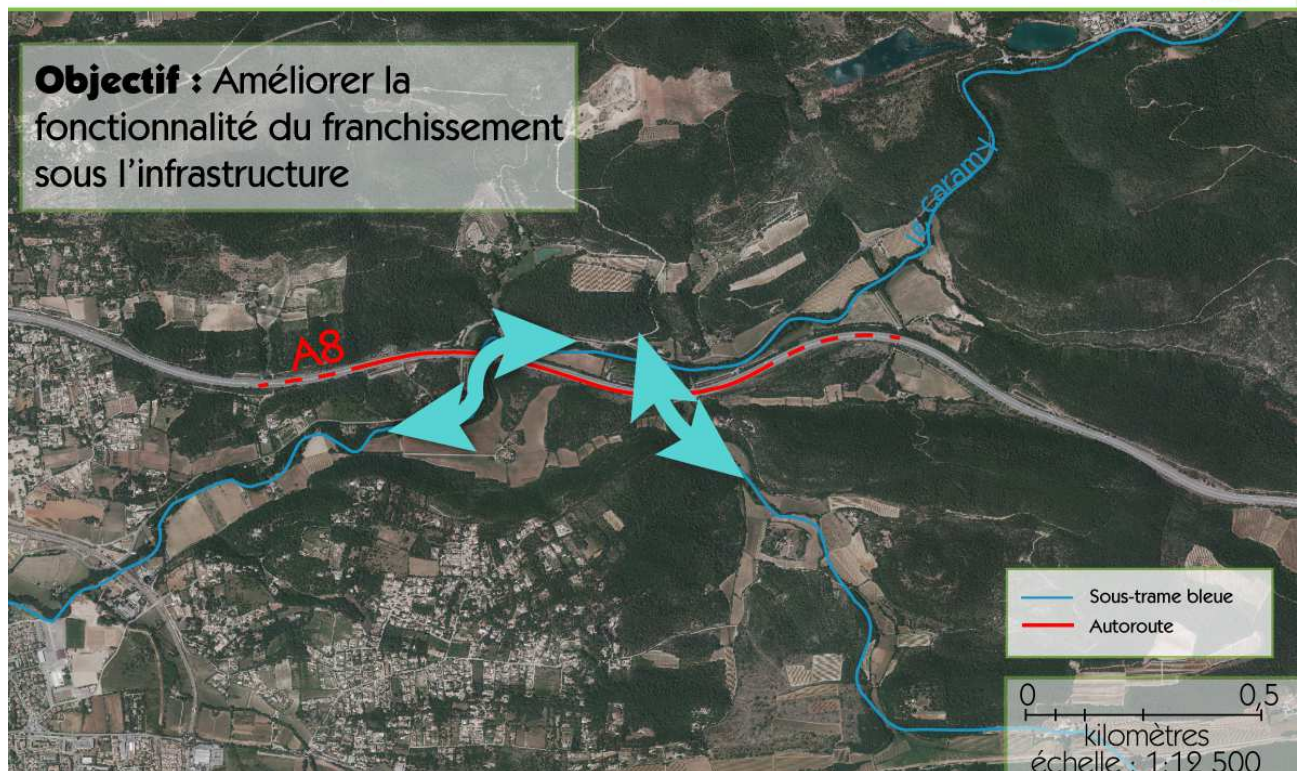 Objectif : Améliorer la
fonctionnalité du franchissement
sous l'infrastructure
le caramy
A8
Sous-trame bleue
Autoroute
0 0,5
kilomètres
échelle : 1:12 500